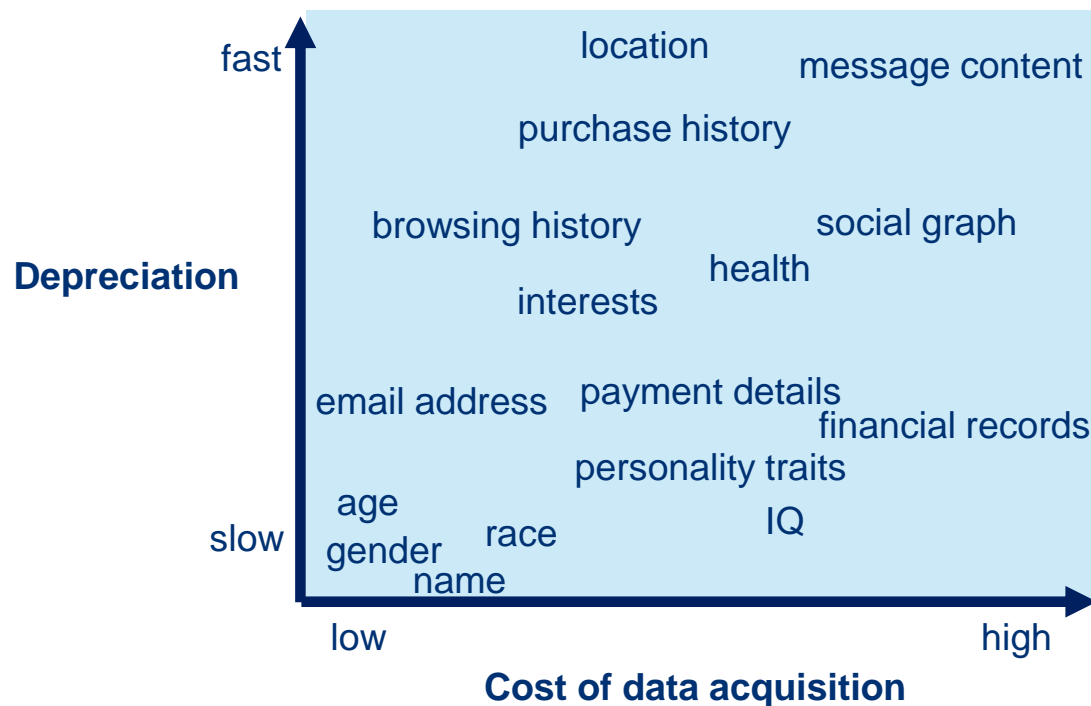 location
fast
message content
purchase history
browsing history
social graph
Depreciation
health
interests
email address
payment details
financial records
personality traits
age
IQ
slow
race
gender
name
low
high
Cost of data acquisition